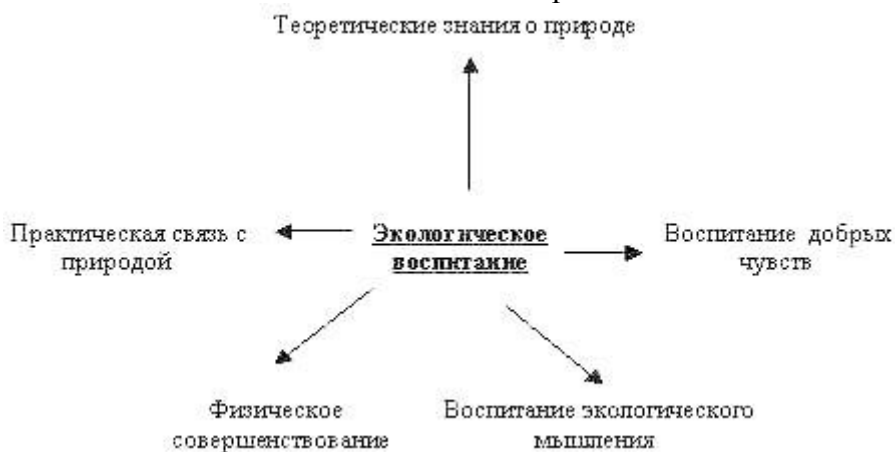 Теоретические знания о природе
Практическая связь с
природой
Экологическое
воспитание
Воспитание добрых
чувств
Физическое
совершенствование
Воспитание экологического
мышления